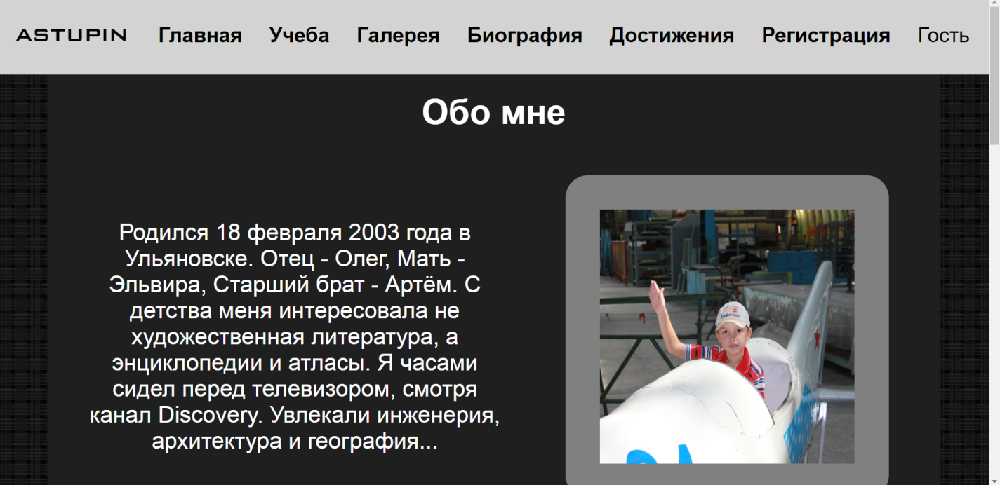 ASTUPIN Главная Учеба Галерея Биография Достижения Регистрация Гость
Обо мне
Родился 18 февраля 2003 года в
Ульяновске. Отец - Олег, Мать -
Эльвира, Старший брат - Артём. С
детства меня интересовала не
художественная литература, а
энциклопедии и атласы. Я часами
сидел перед телевизором, смотря
канал Discovery. Увлекали инженерия,
архитектура и география...
Timberland